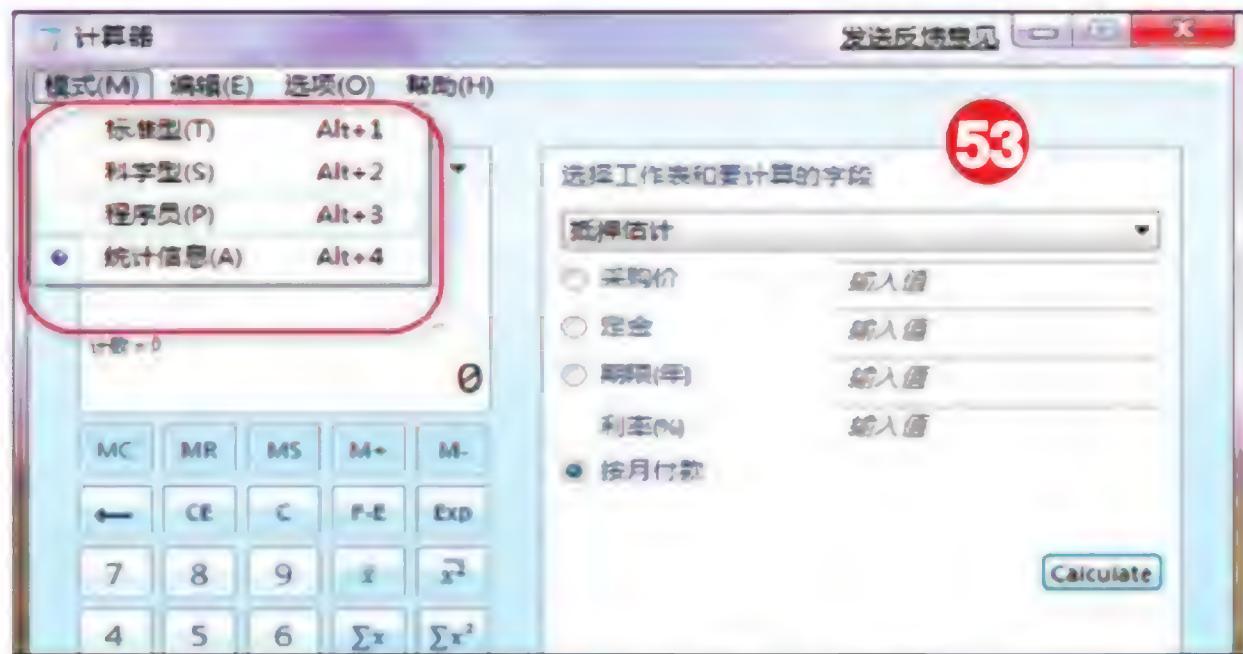 计算器 发送反馈意见
模式(M) 编辑(E) 选项(O) 帮助(H)
标准型(T) Alt+1
科学型(S) Alt+2
程序员(P) Alt+3
统计信息(A) Alt+4
计数 = 0
0
MC MR MS M+ M-
← CE C F-E Exp
7 8 9 x̄ x̄²
4 5 6 ∑x ∑x²
53
选择工作表和要计算的字段
抵押估计
采购价 输入值
定金 输入值
期限(年) 输入值
利率(%) 输入值
按月付款
Calculate